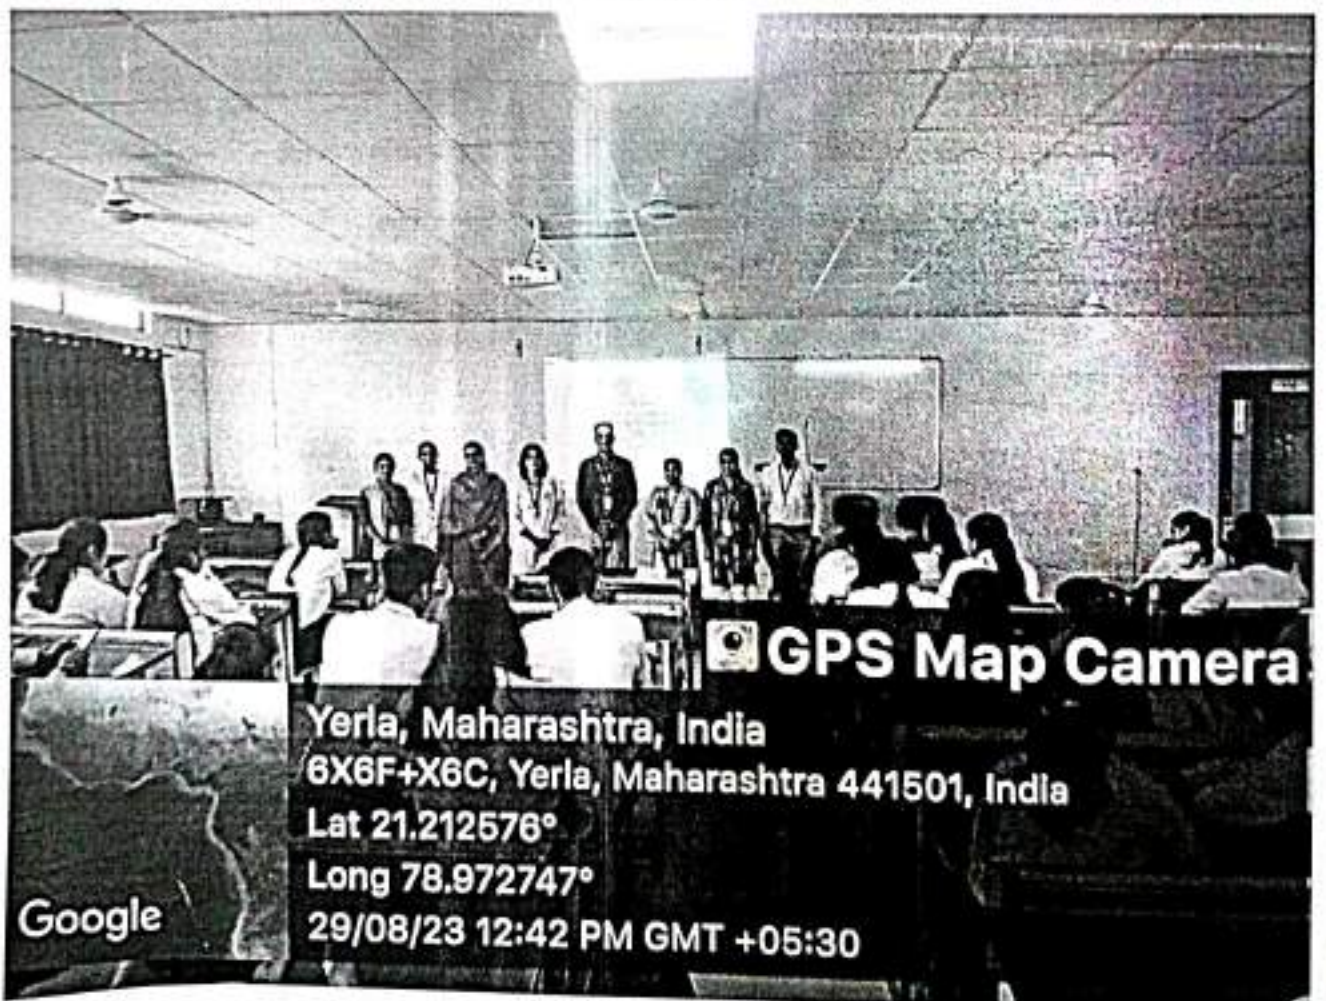 GPS Map Camera
Yerla, Maharashtra, India
6X6F+X6C, Yerla, Maharashtra 441501, India
Lat 21.212576°
Long 78.972747°
29/08/23 12:42 PM GMT +05:30
Google